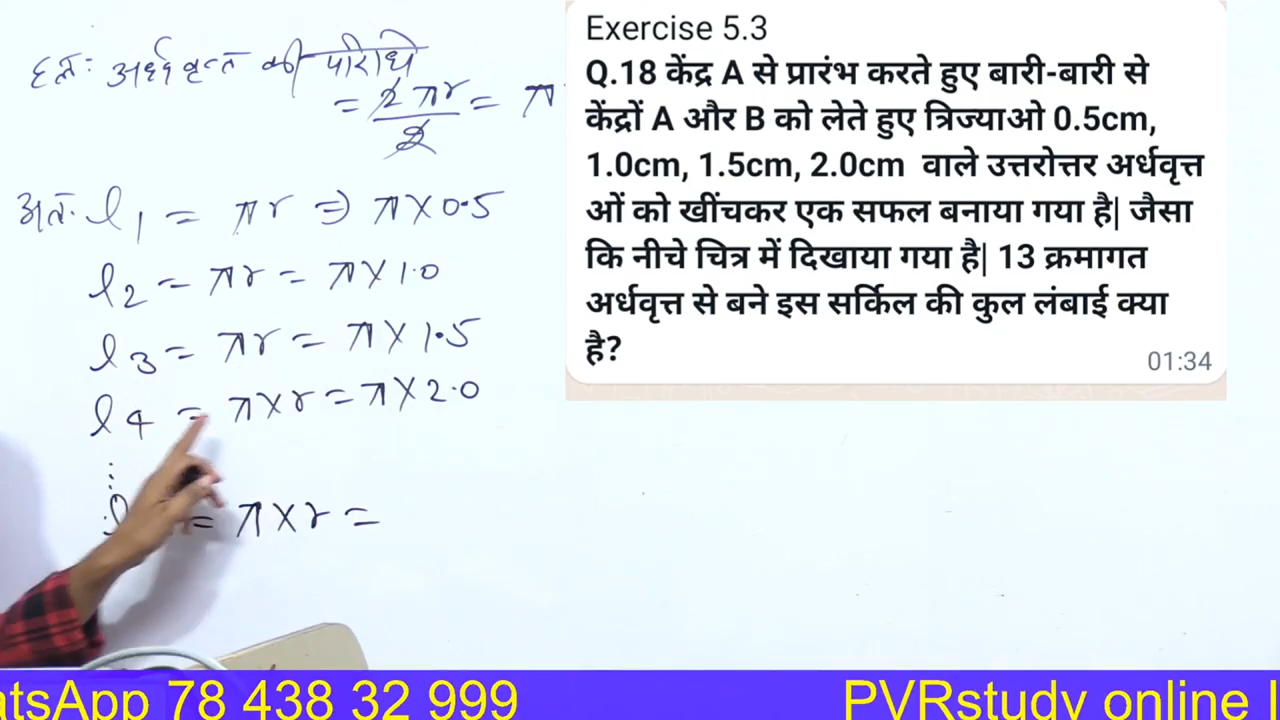 हलः अर्धवृत्त की परिधि
= 2πr/2 = π
अतः l1 = πr ⇒ π×0.5
l2 = πr = π×1.0
l3 = πr = π×1.5
l4 = π×r = π×2.0
⋮
= π×r =
Exercise 5.3
Q.18 केंद्र A से प्रारंभ करते हुए बारी-बारी से
केंद्रों A और B को लेते हुए त्रिज्याओ 0.5cm,
1.0cm, 1.5cm, 2.0cm वाले उत्तरोत्तर अर्धवृत्त
ओं को खींचकर एक सफल बनाया गया है| जैसा
कि नीचे चित्र में दिखाया गया है| 13 क्रमागत
अर्धवृत्त से बने इस सर्किल की कुल लंबाई क्या
है?
01:34
atsApp 78 438 32 999
PVRstudy online l